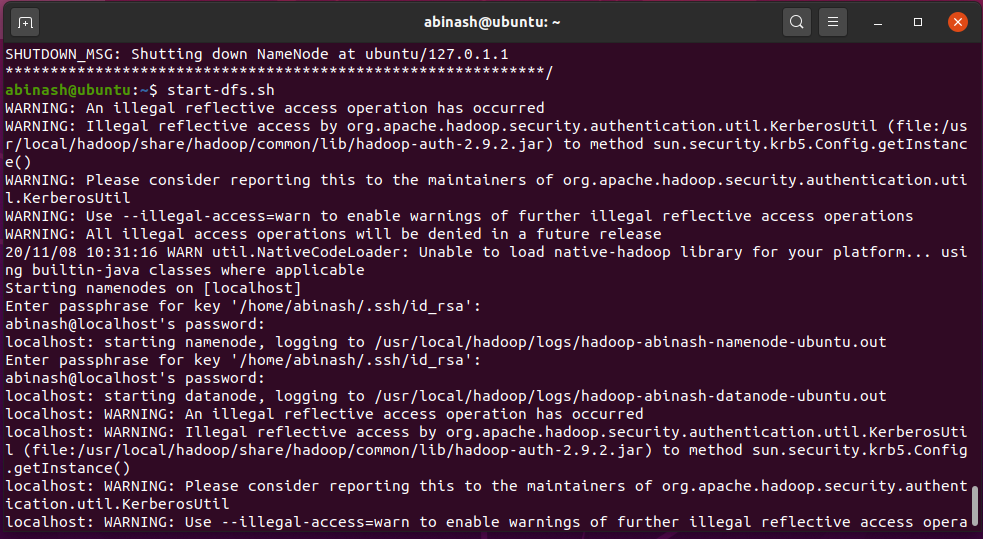 abinash@ubuntu: ~
SHUTDOWN_MSG: Shutting down NameNode at ubuntu/127.0.1.1
************************************************************/
abinash@ubuntu:~$ start-dfs.sh
WARNING: An illegal reflective access operation has occurred
WARNING: Illegal reflective access by org.apache.hadoop.security.authentication.util.KerberosUtil (file:/us
r/local/hadoop/share/hadoop/common/lib/hadoop-auth-2.9.2.jar) to method sun.security.krb5.Config.getInstanc
e()
WARNING: Please consider reporting this to the maintainers of org.apache.hadoop.security.authentication.uti
l.KerberosUtil
WARNING: Use --illegal-access=warn to enable warnings of further illegal reflective access operations
WARNING: All illegal access operations will be denied in a future release
20/11/08 10:31:16 WARN util.NativeCodeLoader: Unable to load native-hadoop library for your platform... usi
ng builtin-java classes where applicable
Starting namenodes on [localhost]
Enter passphrase for key '/home/abinash/.ssh/id_rsa':
abinash@localhost's password:
localhost: starting namenode, logging to /usr/local/hadoop/logs/hadoop-abinash-namenode-ubuntu.out
Enter passphrase for key '/home/abinash/.ssh/id_rsa':
abinash@localhost's password:
localhost: starting datanode, logging to /usr/local/hadoop/logs/hadoop-abinash-datanode-ubuntu.out
localhost: WARNING: An illegal reflective access operation has occurred
localhost: WARNING: Illegal reflective access by org.apache.hadoop.security.authentication.util.KerberosUti
l (file:/usr/local/hadoop/share/hadoop/common/lib/hadoop-auth-2.9.2.jar) to method sun.security.krb5.Config
.getInstance()
localhost: WARNING: Please consider reporting this to the maintainers of org.apache.hadoop.security.authent
ication.util.KerberosUtil
localhost: WARNING: Use --illegal-access=warn to enable warnings of further illegal reflective access opera